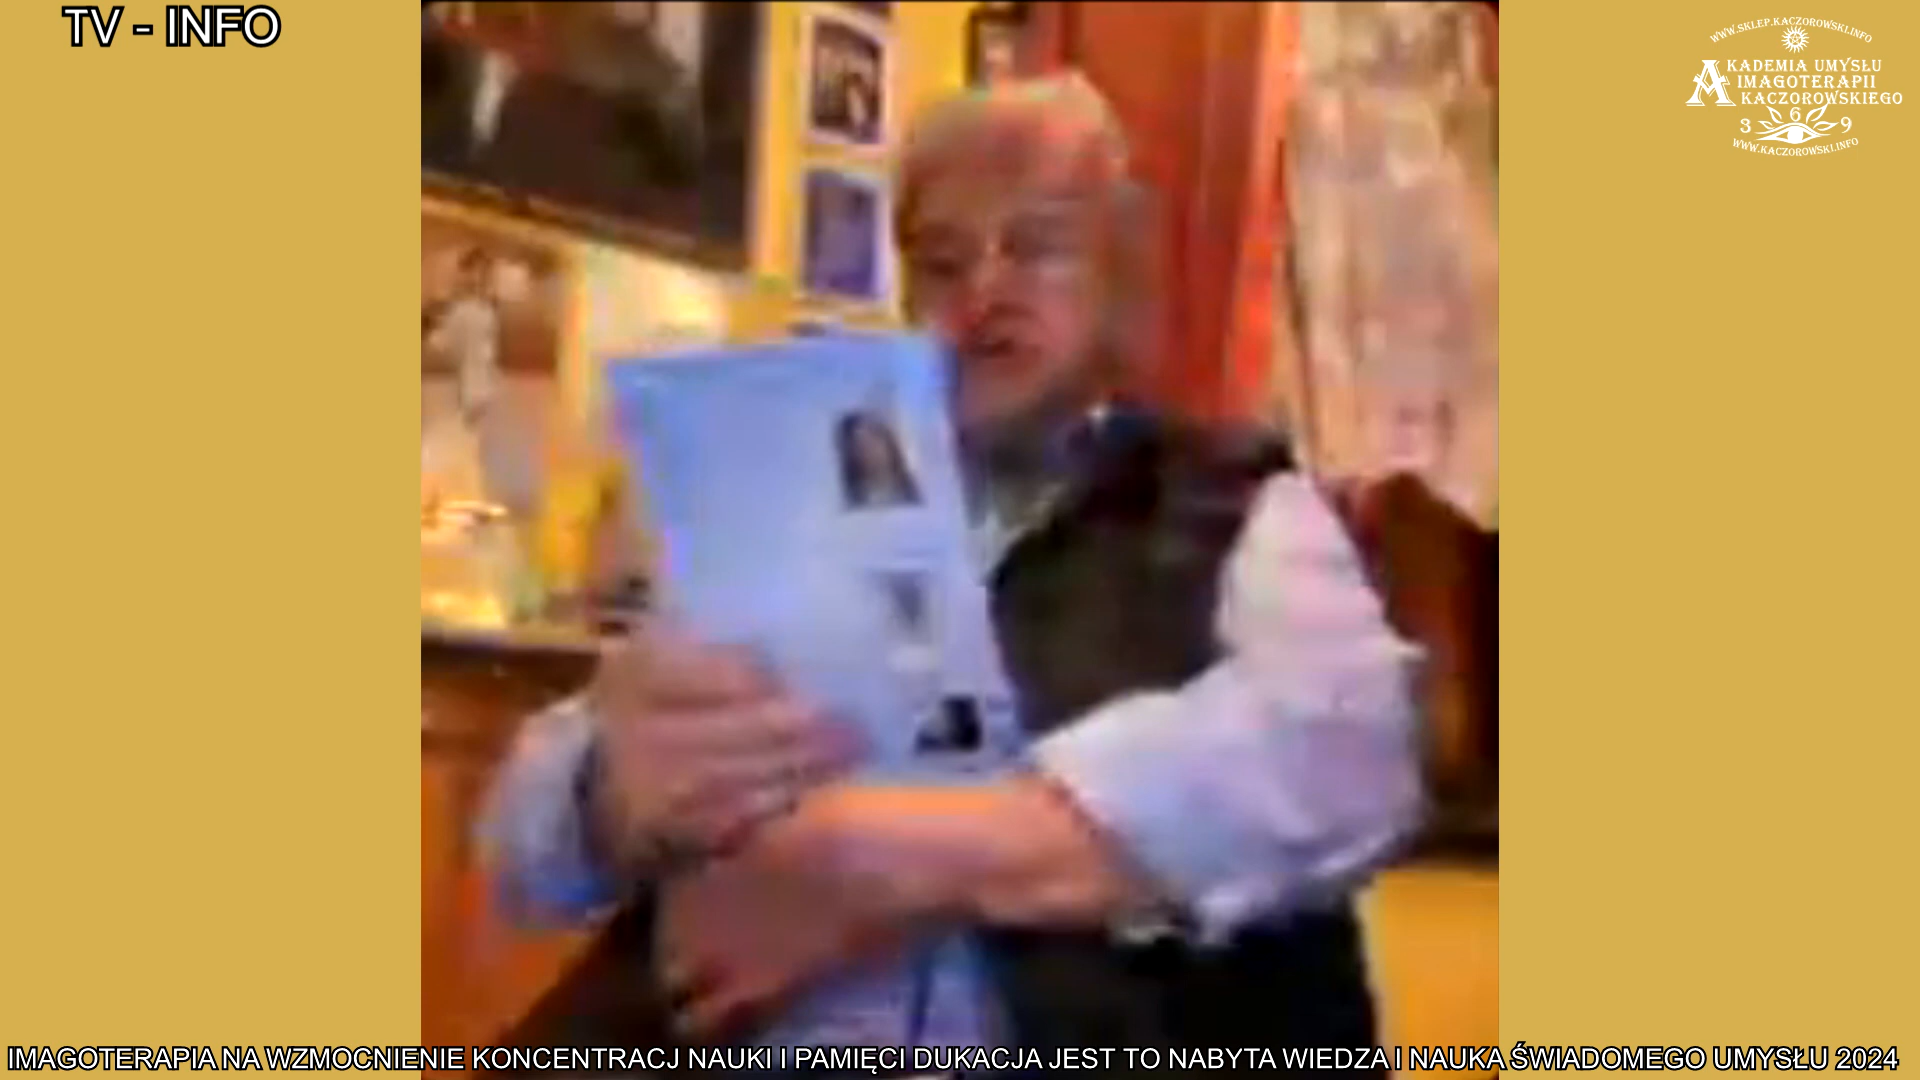 TV - INFO
WWW.SKLEP.KACZOROWSKI.INFO
AKADEMIA UMYSŁU
IMAGOTERAPII
KACZOROWSKIEGO
3 6 9
WWW.KACZOROWSKI.INFO
IMAGOTERAPIA NA WZMOCNIENIE KONCENTRACJ NAUKI I PAMIĘCI DUKACJA JEST TO NABYTA WIEDZA I NAUKA ŚWIADOMEGO UMYSŁU 2024